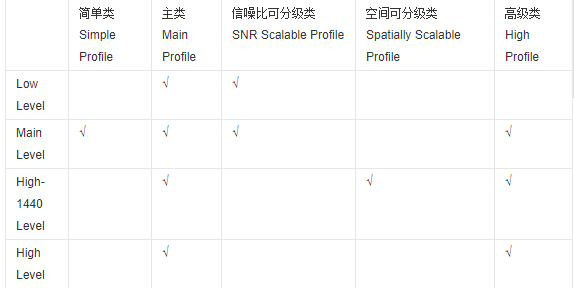 简单类 主类 信噪比可分级类 空间可分级类 高级类
Simple Main SNR Scalable Profile Spatially Scalable High
Profile Profile Profile Profile
Low √ √
Level
Main √ √ √ √
Level
High- √ √ √
1440
Level
High √ √
Level